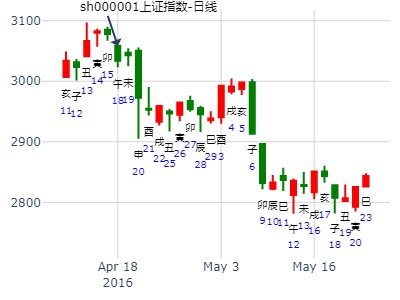 sh000001上证指数-日线
3100
3000
2900
2800
亥
11
子
12
丑
13
寅
14
卯
15
午
18
未
19
申
20
酉
21
戌
22
丑
25
寅
26
卯
27
辰
28
巳
29
酉
3
戌
4
亥
5
子
6
卯
9
辰
10
巳
11
午
12
未
13
戌
16
亥
17
子
18
丑
19
寅
20
巳
23
Apr 18
2016
May 3
May 16